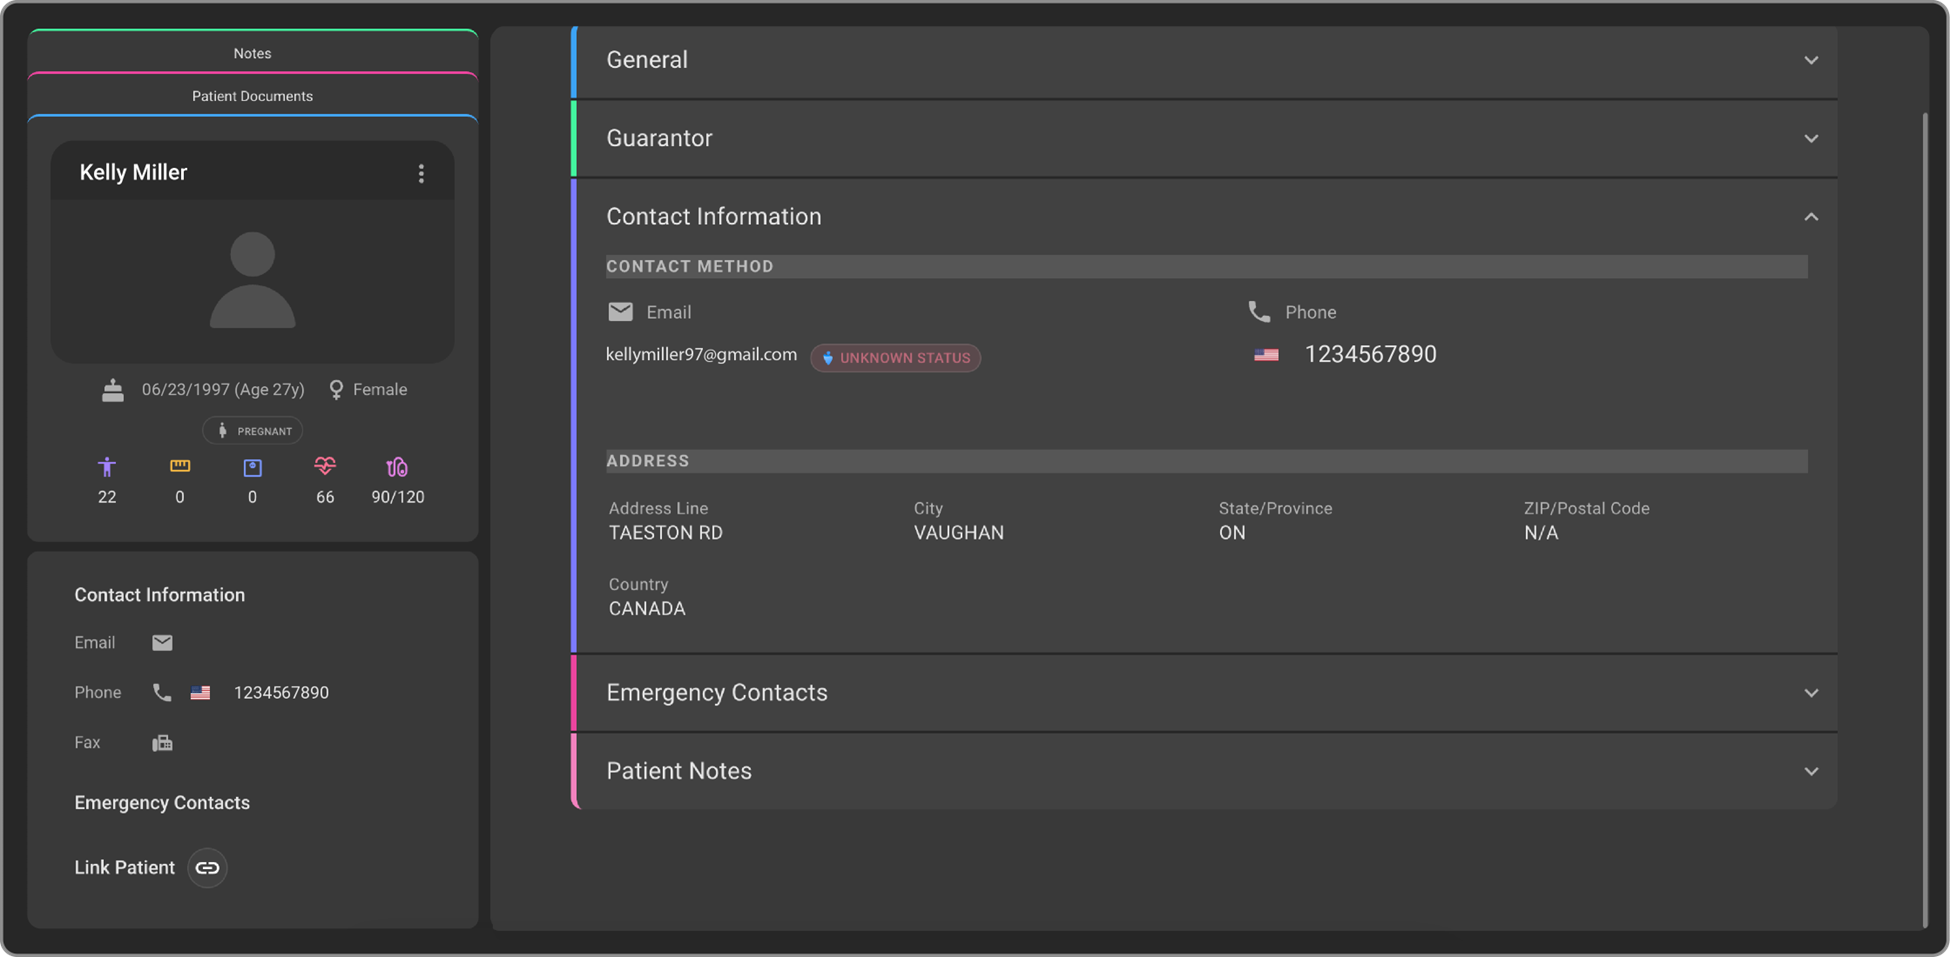 Notes
Patient Documents
Kelly Miller
06/23/1997 (Age 27y) Female
PREGNANT
22 0 0 66 90/120
Contact Information
Email
Phone 1234567890
Fax
Emergency Contacts
Link Patient
General
Guarantor
Contact Information
CONTACT METHOD
Email Phone
kellymiller97@gmail.com UNKNOWN STATUS 1234567890
ADDRESS
Address Line City State/Province ZIP/Postal Code
TAESTON RD VAUGHAN ON N/A
Country
CANADA
Emergency Contacts
Patient Notes